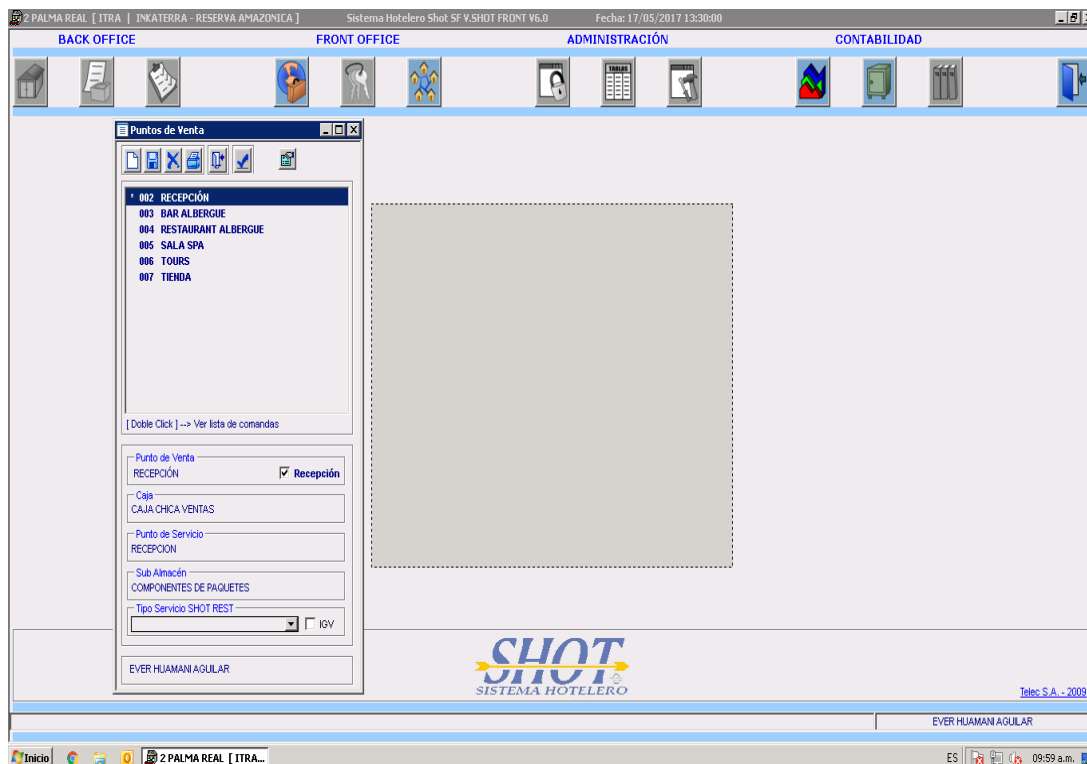 2 PALMA REAL [ ITRA | INKATERRA - RESERVA AMAZONICA ] Sistema Hotelero Shot SF V.SHOT FRONT V6.0 Fecha: 17/05/2017 13:30:00
BACK OFFICE FRONT OFFICE ADMINISTRACIÓN CONTABILIDAD
TABLAS
Puntos de Venta
* 002 RECEPCIÓN
003 BAR ALBERGUE
004 RESTAURANT ALBERGUE
005 SALA SPA
006 TOURS
007 TIENDA
[ Doble Click ] --> Ver lista de comandas
Punto de Venta
RECEPCIÓN Recepción
Caja
CAJA CHICA VENTAS
Punto de Servicio
RECEPCION
Sub Almacén
COMPONENTES DE PAQUETES
Tipo Servicio SHOT REST
IGV
EVER HUAMANI AGUILAR
SHOT
SISTEMA HOTELERO
Telec S.A. - 2009
EVER HUAMANI AGUILAR
Inicio 2 PALMA REAL [ ITRA... ES 09:59 a.m.